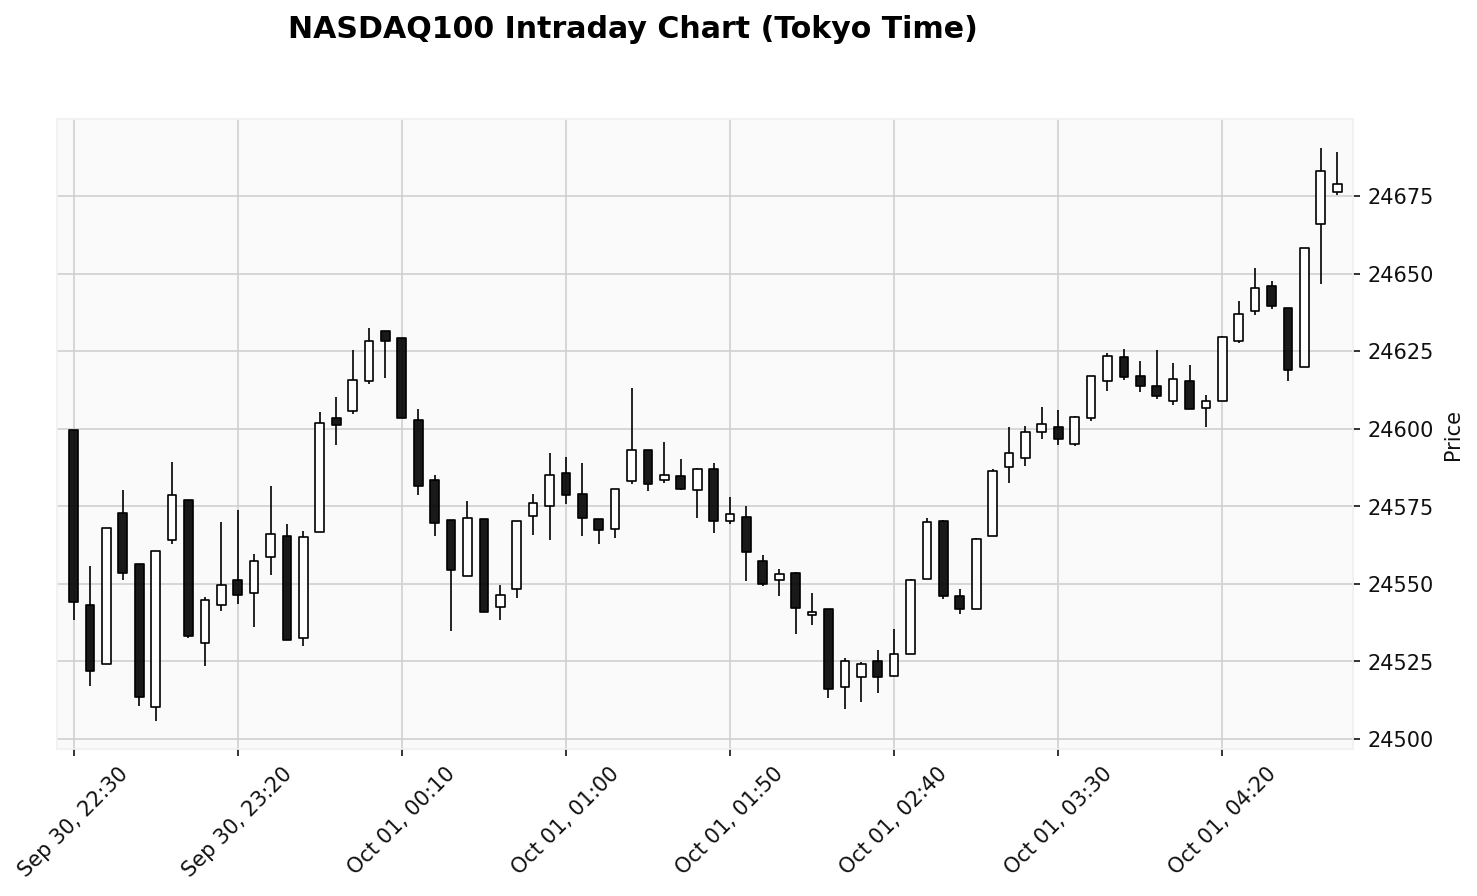 NASDAQ100 Intraday Chart (Tokyo Time)
24675
24650
24625
24600
24575
24550
24525
24500
Price
Sep 30, 22:30
Sep 30, 23:20
Oct 01, 00:10
Oct 01, 01:00
Oct 01, 01:50
Oct 01, 02:40
Oct 01, 03:30
Oct 01, 04:20